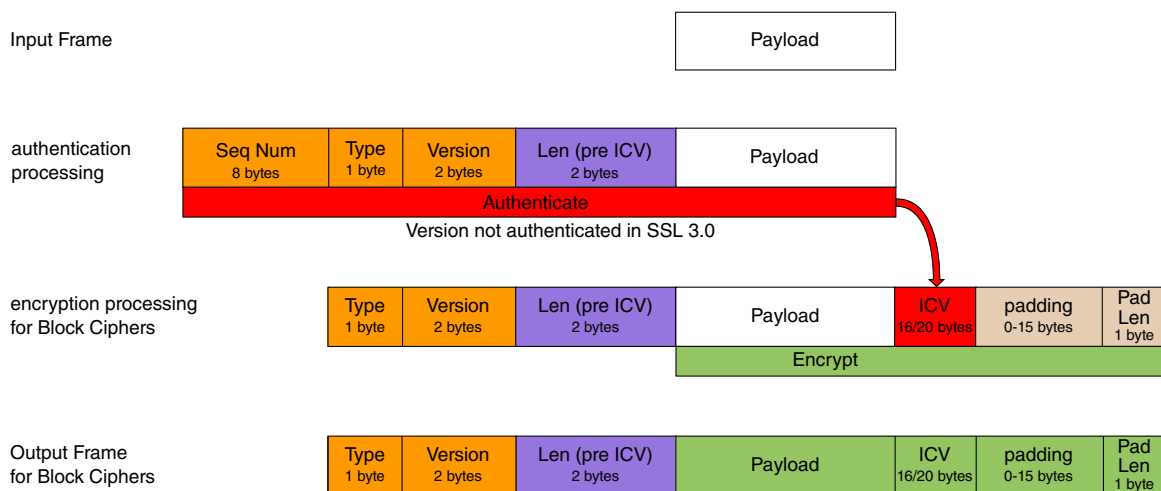 Input Frame
Payload
authentication
processing
Seq Num
8 bytes
Type
1 byte
Version
2 bytes
Len (pre ICV)
2 bytes
Payload
Authenticate
Version not authenticated in SSL 3.0
encryption processing
for Block Ciphers
Type
1 byte
Version
2 bytes
Len (pre ICV)
2 bytes
Payload
ICV
16/20 bytes
padding
0-15 bytes
Pad
Len
1 byte
Encrypt
Output Frame
for Block Ciphers
Type
1 byte
Version
2 bytes
Len (pre ICV)
2 bytes
Payload
ICV
16/20 bytes
padding
0-15 bytes
Pad
Len
1 byte